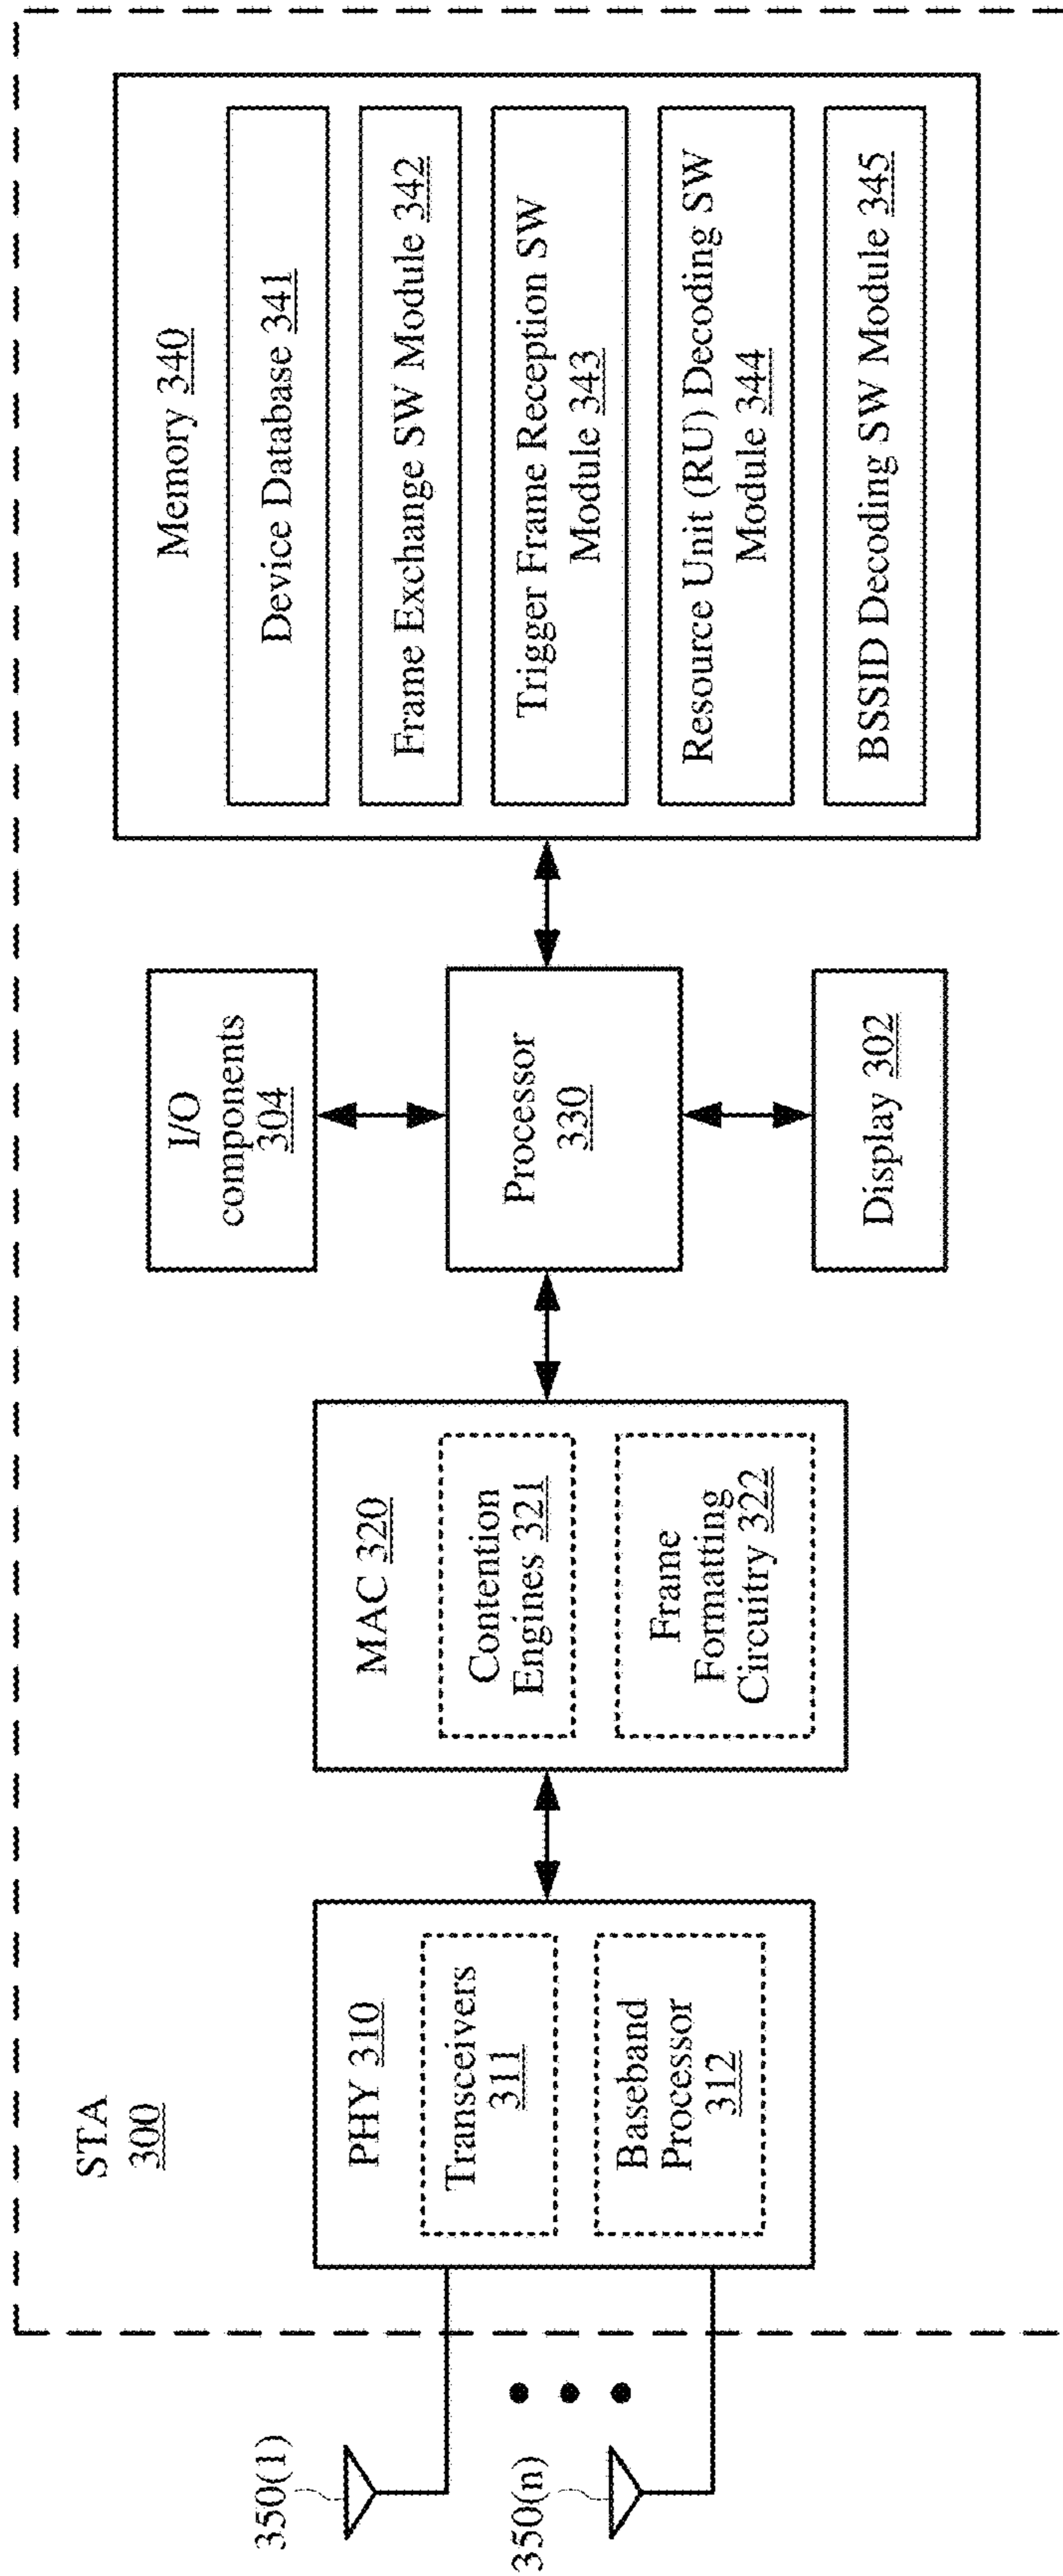 STA
300
350(1)
350(n)
PHY 310
Transceivers
311
Baseband
Processor
312
MAC 320
Contention
Engines 321
Frame
Formatting
Circuitry 322
I/O
components
304
Processor
330
Display 302
Memory 340
Device Database 341
Frame Exchange SW Module 342
Trigger Frame Reception SW
Module 343
Resource Unit (RU) Decoding SW
Module 344
BSSID Decoding SW Module 345